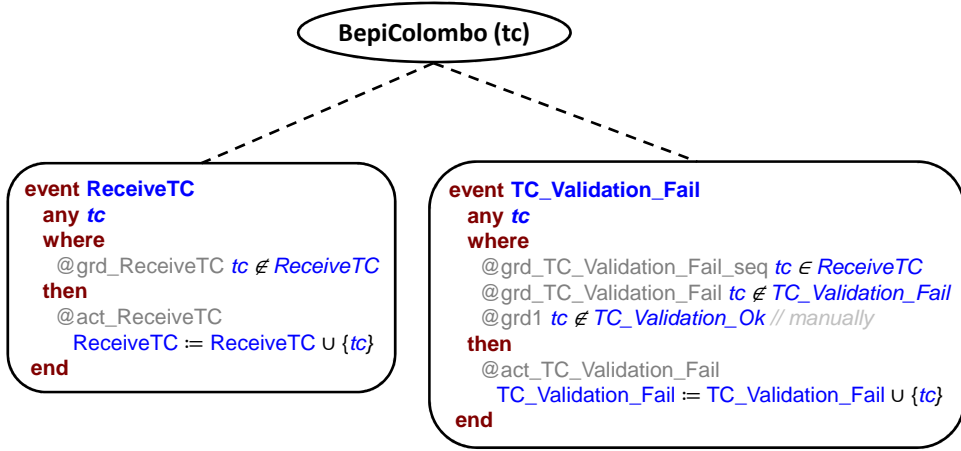 BepiColombo (tc)
event ReceiveTC
any tc
where
@grd_ReceiveTC tc ∉ ReceiveTC
then
@act_ReceiveTC
ReceiveTC ≔ ReceiveTC ∪ {tc}
end
event TC_Validation_Fail
any tc
where
@grd_TC_Validation_Fail_seq tc ∈ ReceiveTC
@grd_TC_Validation_Fail tc ∉ TC_Validation_Fail
@grd1 tc ∉ TC_Validation_Ok // manually
then
@act_TC_Validation_Fail
TC_Validation_Fail ≔ TC_Validation_Fail ∪ {tc}
end